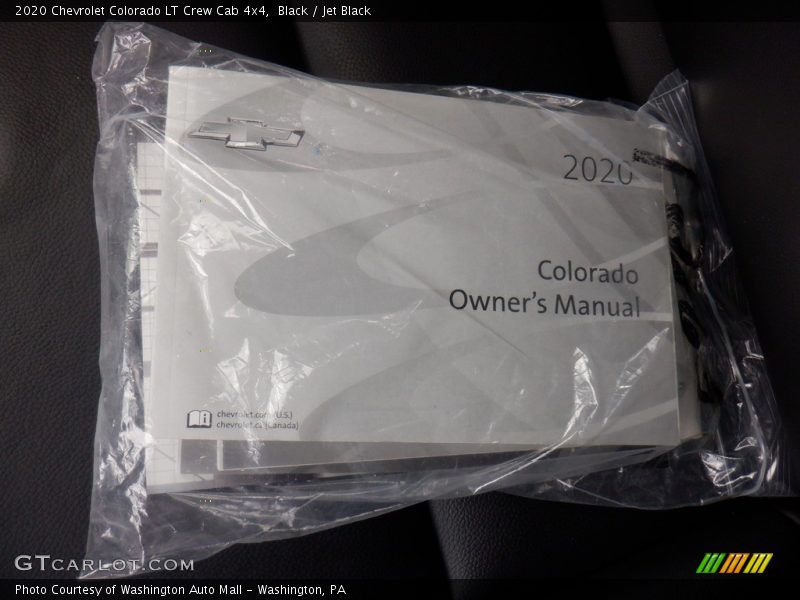 2020 Chevrolet Colorado LT Crew Cab 4x4, Black / Jet Black
2020
Colorado
Owner's Manual
chevrolet.com (U.S.)
chevrolet.ca (Canada)
GTCARLOT.COM
Photo Courtesy of Washington Auto Mall - Washington, PA